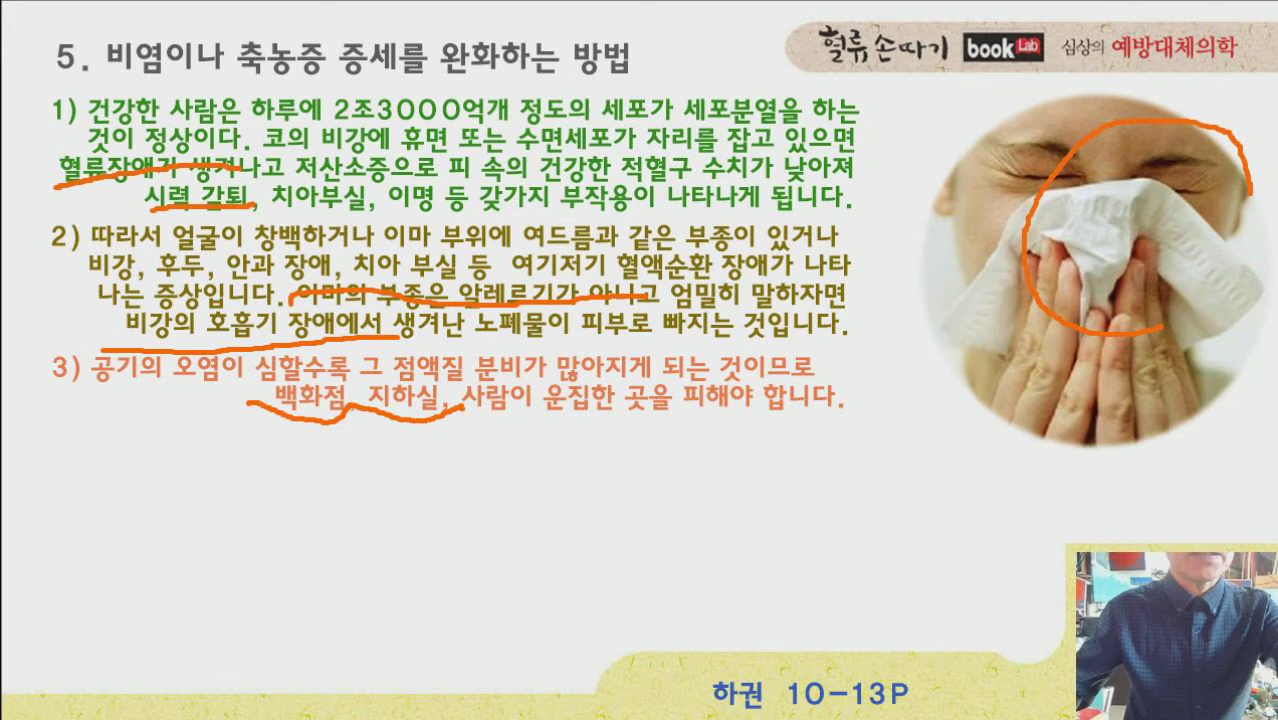 5. 비염이나 축농증 증세를 완화하는 방법
혈류 손따기 book Lab 심상의 예방대체의학
1) 건강한 사람은 하루에 2조3000억개 정도의 세포가 세포분열을 하는
것이 정상이다. 코의 비강에 휴면 또는 수면세포가 자리를 잡고 있으면
혈류장애가 생겨나고 저산소증으로 피 속의 건강한 적혈구 수치가 낮아져
시력 감퇴, 치아부실, 이명 등 갖가지 부작용이 나타나게 됩니다.
2) 따라서 얼굴이 창백하거나 이마 부위에 여드름과 같은 부종이 있거나
비강, 후두, 안과 장애, 치아 부실 등 여기저기 혈액순환 장애가 나타
나는 증상입니다. 이마의 부종은 알레르기가 아니고 엄밀히 말하자면
비강의 호흡기 장애에서 생겨난 노폐물이 피부로 빠지는 것입니다.
3) 공기의 오염이 심할수록 그 점액질 분비가 많아지게 되는 것이므로
백화점, 지하실, 사람이 운집한 곳을 피해야 합니다.
하권 10-13P